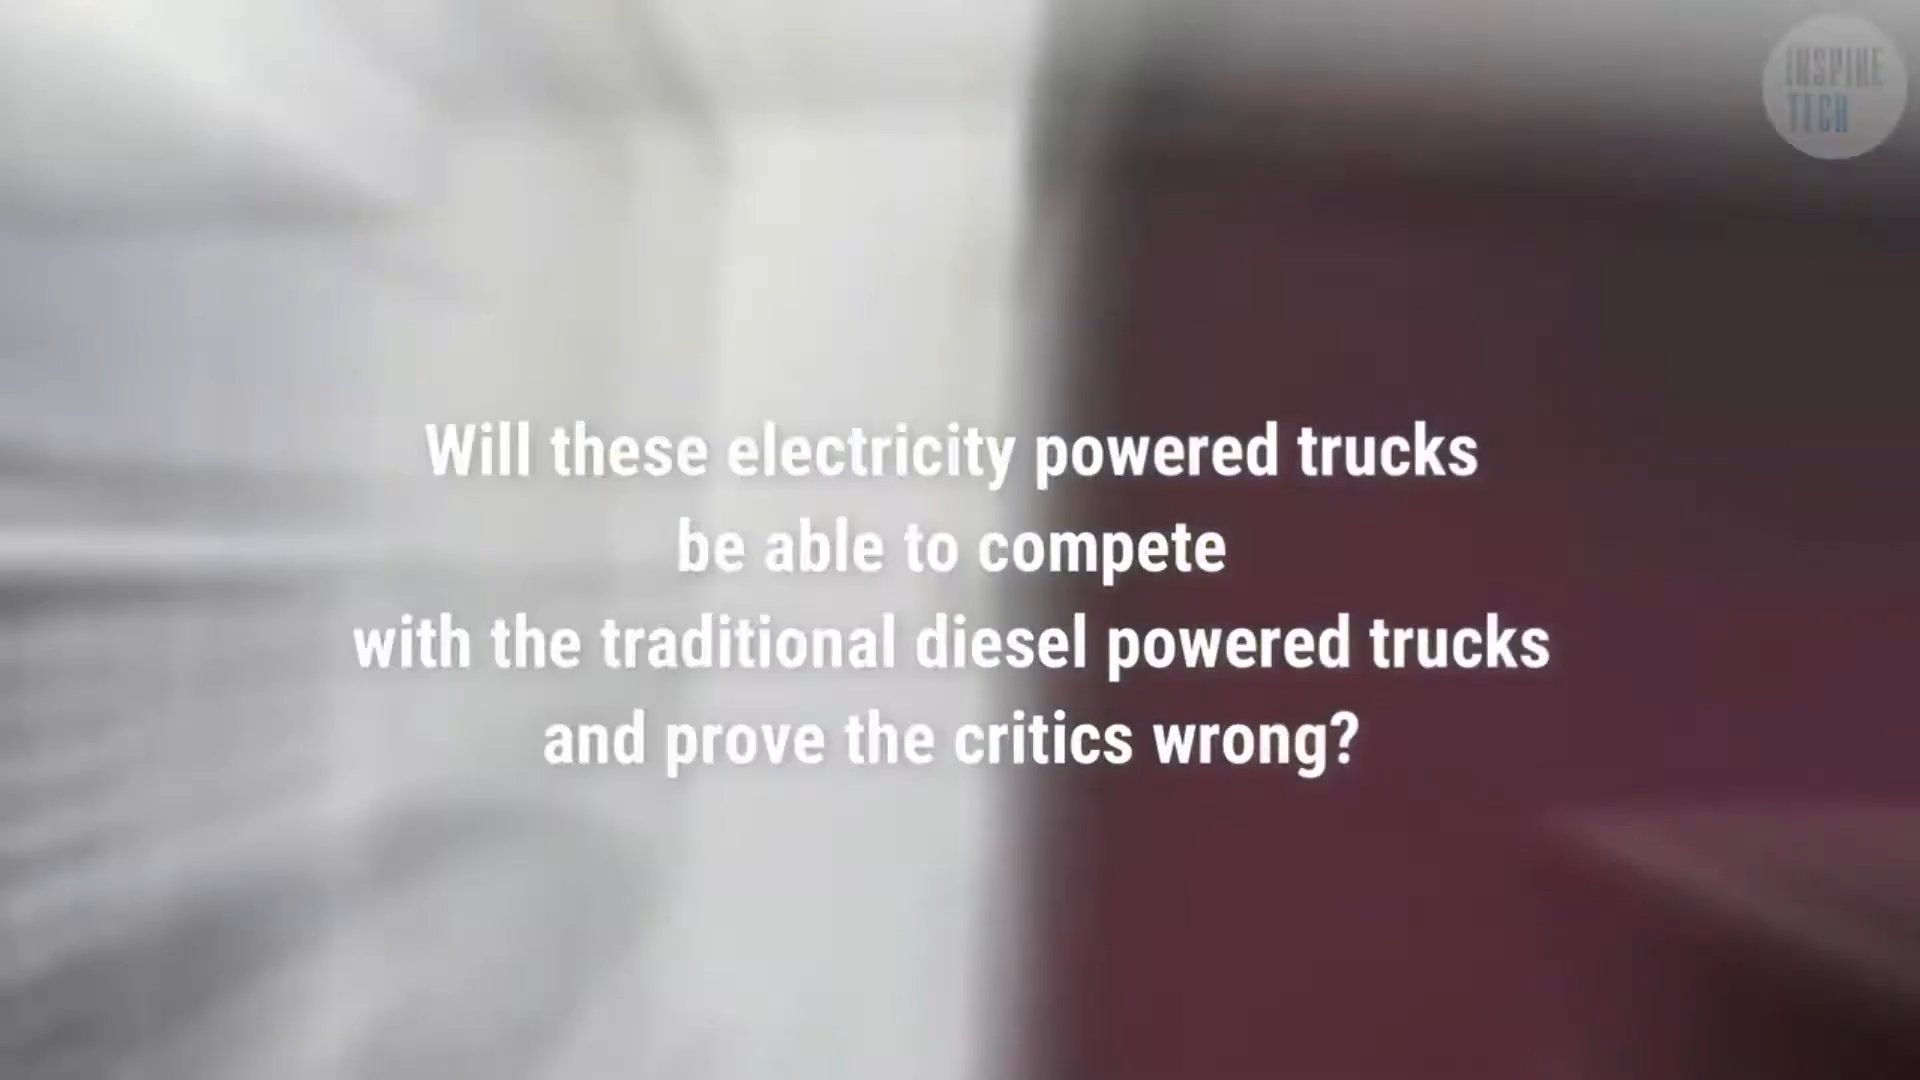 INSPIRE
TECH
Will these electricity powered trucks
be able to compete
with the traditional diesel powered trucks
and prove the critics wrong?